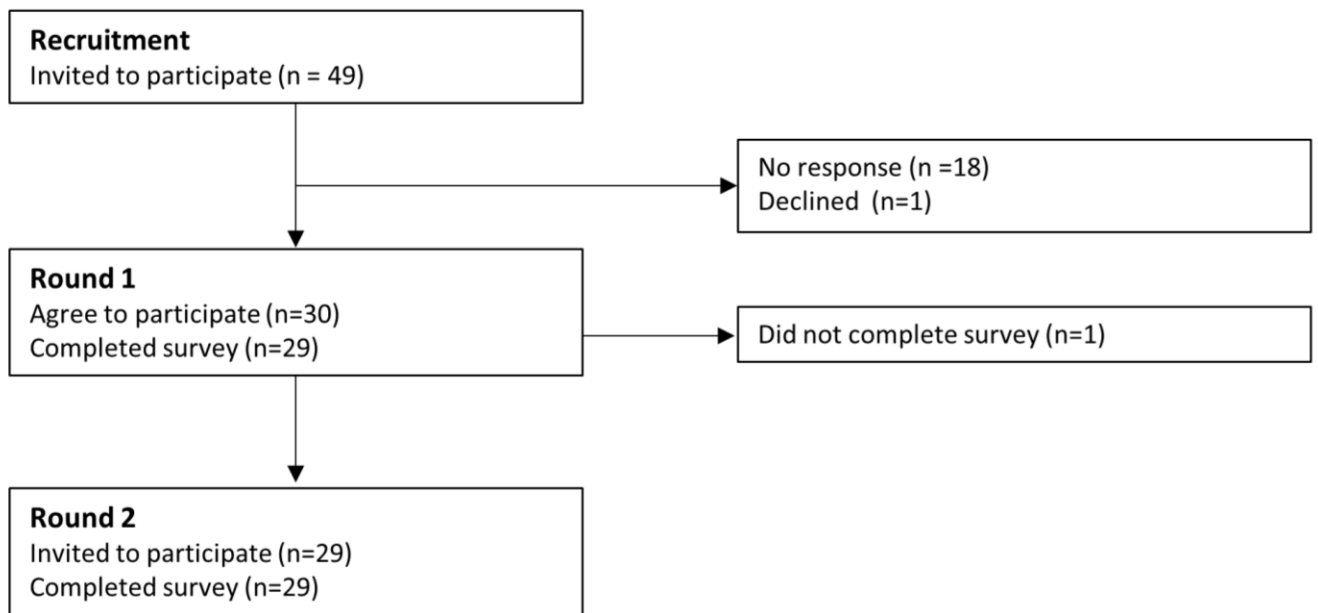 Recruitment
Invited to participate (n = 49)
No response (n =18)
Declined  (n=1)
Round 1
Agree to participate (n=30)
Completed survey (n=29)
Did not complete survey (n=1)
Round 2
Invited to participate (n=29)
Completed survey (n=29)